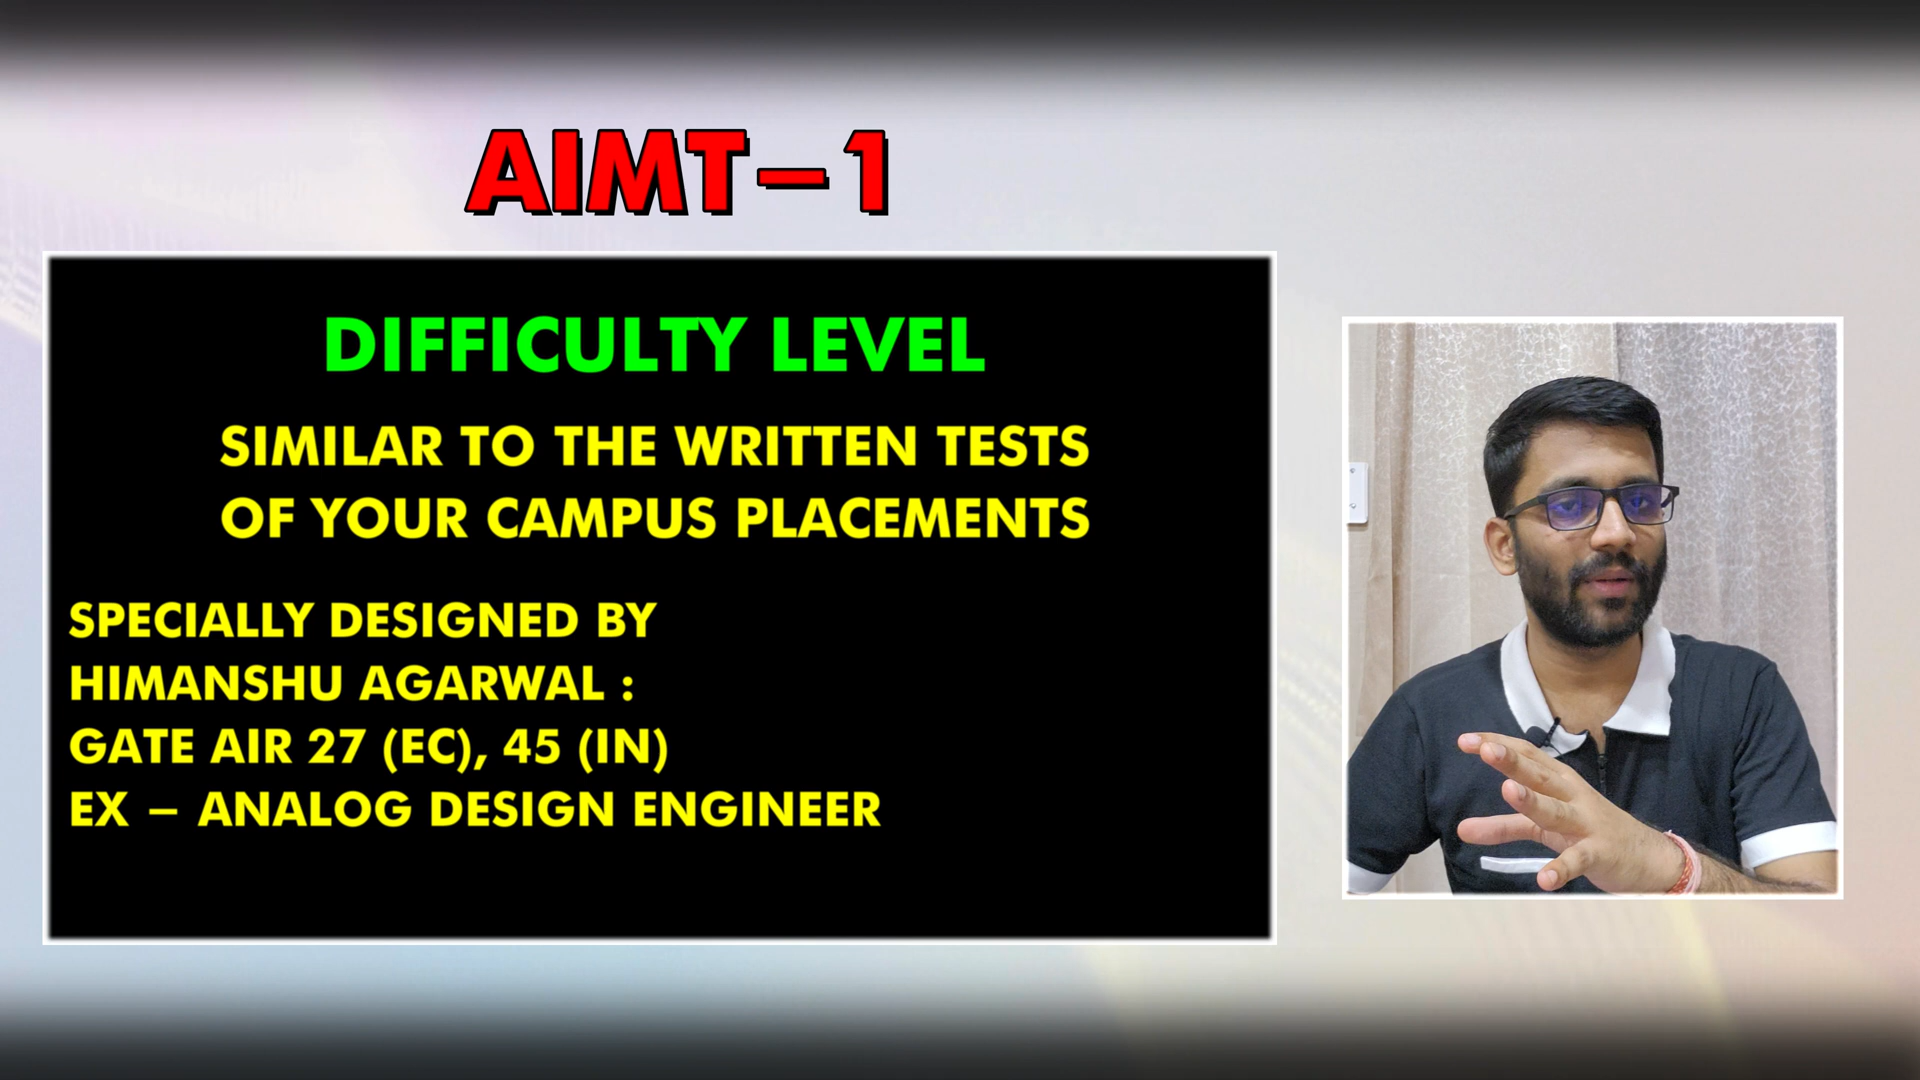 AIMT–1
DIFFICULTY LEVEL
SIMILAR TO THE WRITTEN TESTS
OF YOUR CAMPUS PLACEMENTS
SPECIALLY DESIGNED BY
HIMANSHU AGARWAL :
GATE AIR 27 (EC), 45 (IN)
EX – ANALOG DESIGN ENGINEER